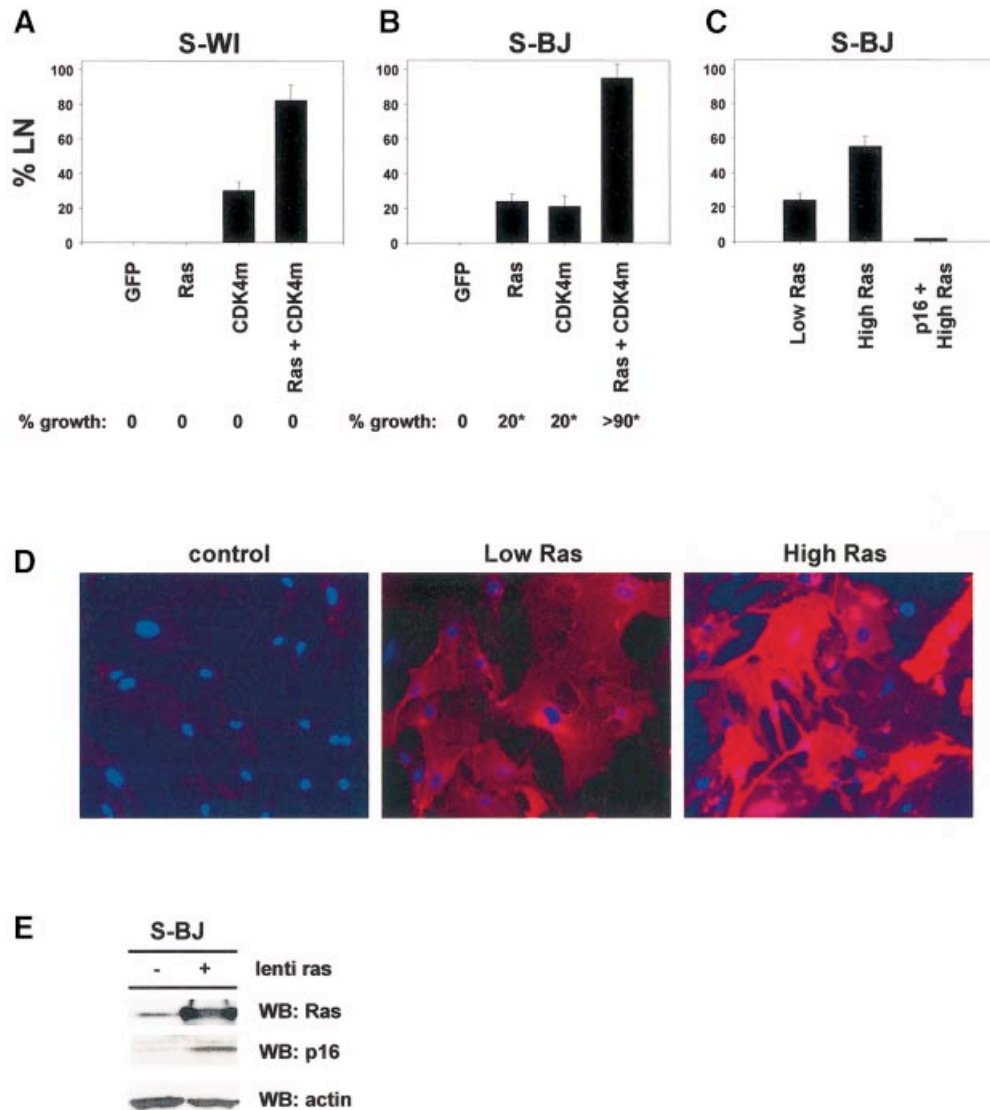 A
S-WI
% LN
100
80
60
40
20
0
GFP
Ras
CDK4m
Ras + CDK4m
% growth: 0 0 0 0
B
S-BJ
100
80
60
40
20
0
GFP
Ras
CDK4m
Ras + CDK4m
% growth: 0 20* 20* >90*
C
S-BJ
100
80
60
40
20
0
Low Ras
High Ras
p16 +
High Ras
D
control
Low Ras
High Ras
E
S-BJ
- + lenti ras
WB: Ras
WB: p16
WB: actin